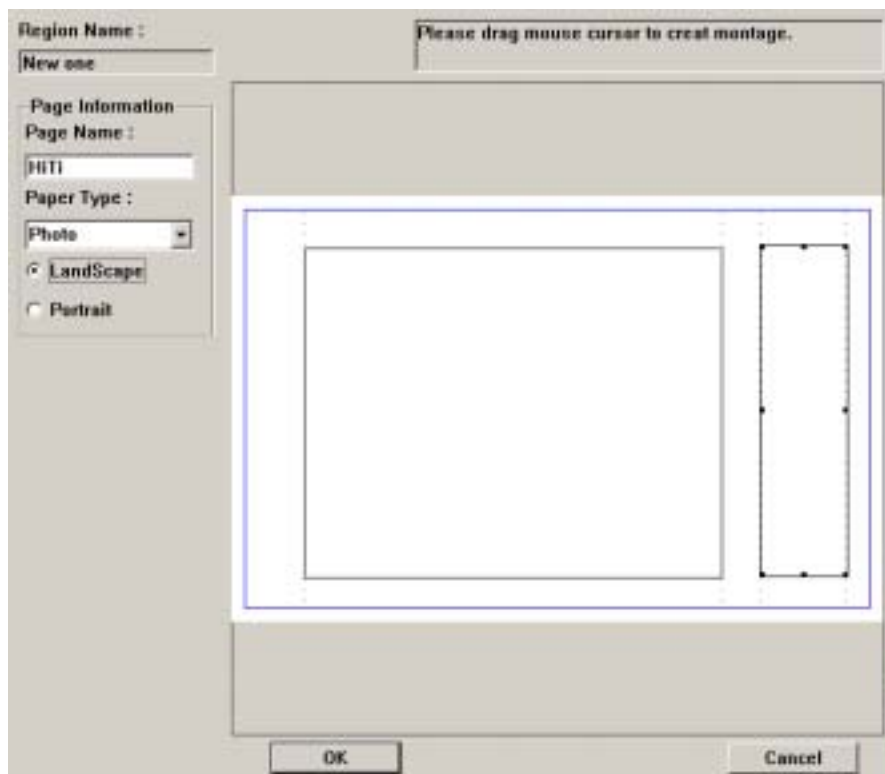 Region Name :
New one
Please drag mouse cursor to creat montage.
Page Information
Page Name :
HiTi
Paper Type :
Photo
LandScape
Portrait
OK
Cancel